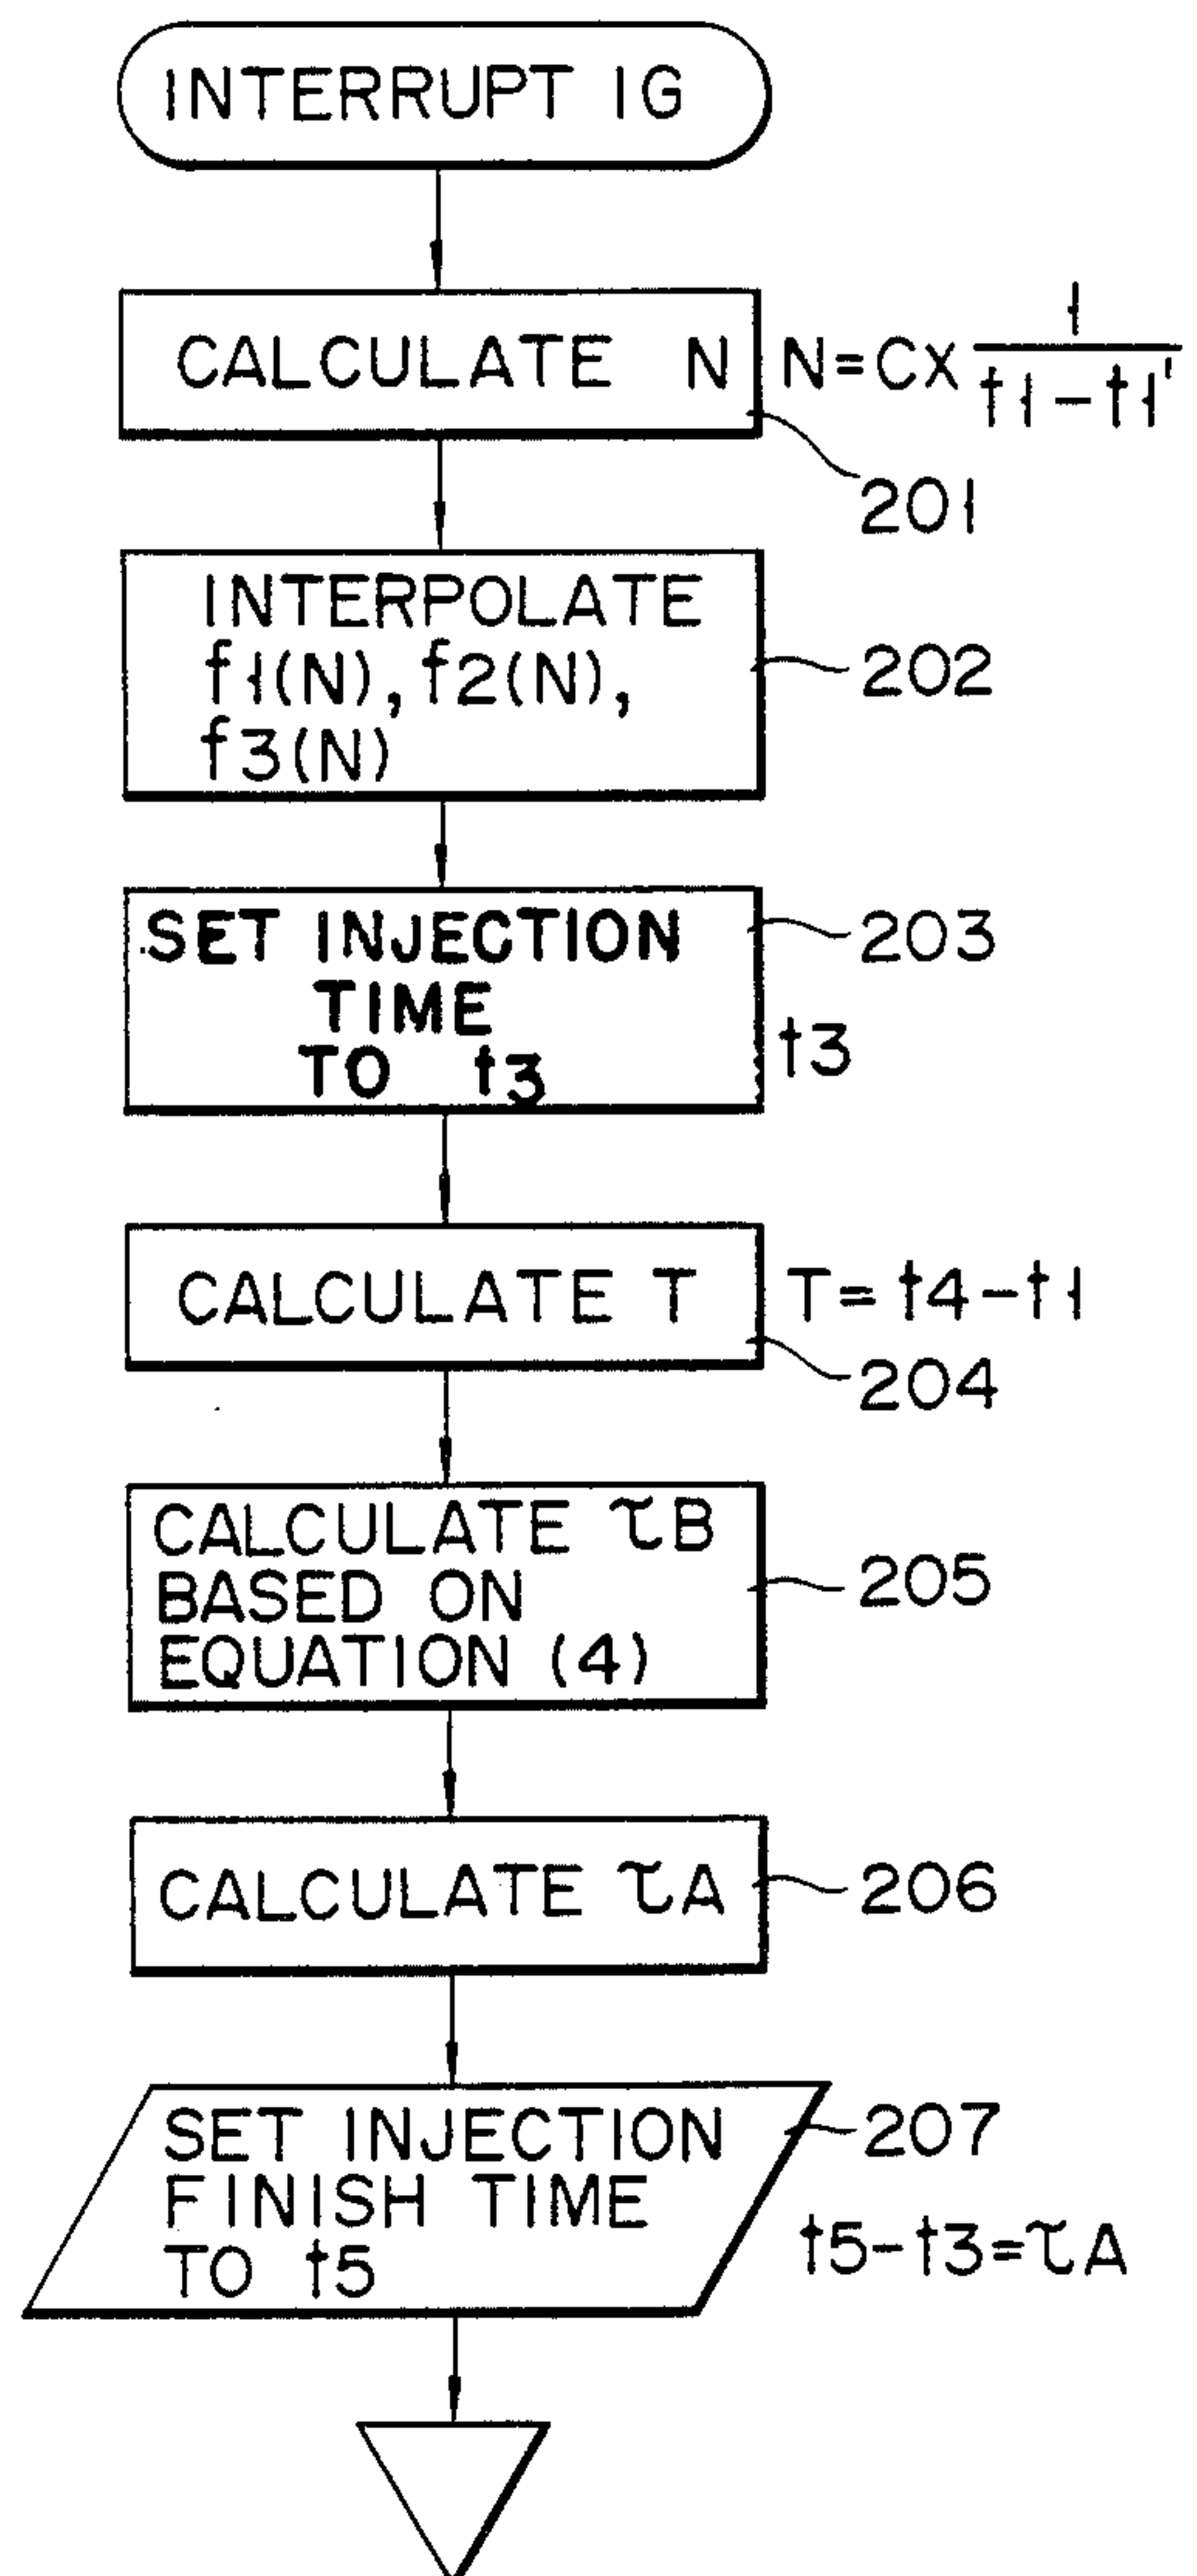 INTERRUPT IG
CALCULATE N
N=CX 1/(t1-t1')
201
INTERPOLATE
f1(N), f2(N),
f3(N)
202
SET INJECTION
TIME
TO t3
203
t3
CALCULATE T
T=t4-t1
204
CALCULATE τB
BASED ON
EQUATION (4)
205
CALCULATE τA
206
SET INJECTION
FINISH TIME
TO t5
207
t5-t3=τA